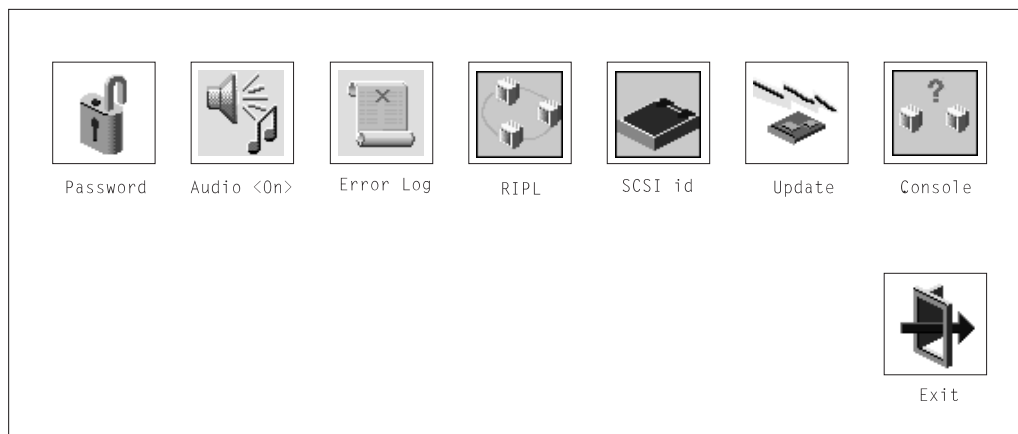 Password
Audio <On>
Error Log
RIPL
SCSI id
Update
?
Console
Exit